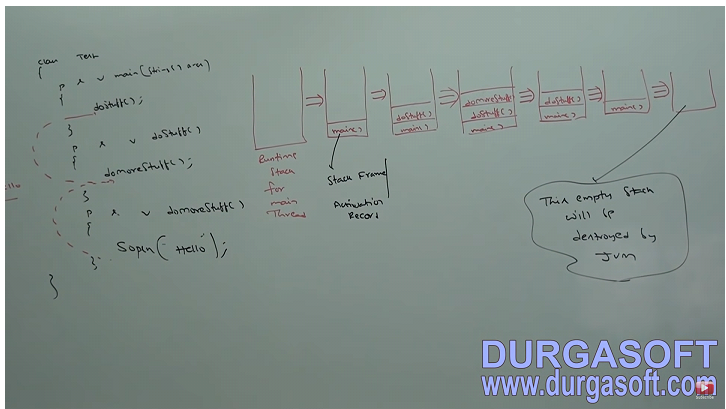 class Test
{
p s v main(String[] args)
{
doStuff();
}
p s v doStuff()
{
domoreStuff();
}
p s v domoreStuff()
{
Sopln("Hello");
}
}
Runtime
Stack
for
main
Thread
main()
Stack Frame
Activation
Record
doStuff()
main()
domoreStuff()
doStuff()
main()
doStuff()
main()
main()
This empty stack
will be
destroyed by
JVM
DURGASOFT
www.durgasoft.com